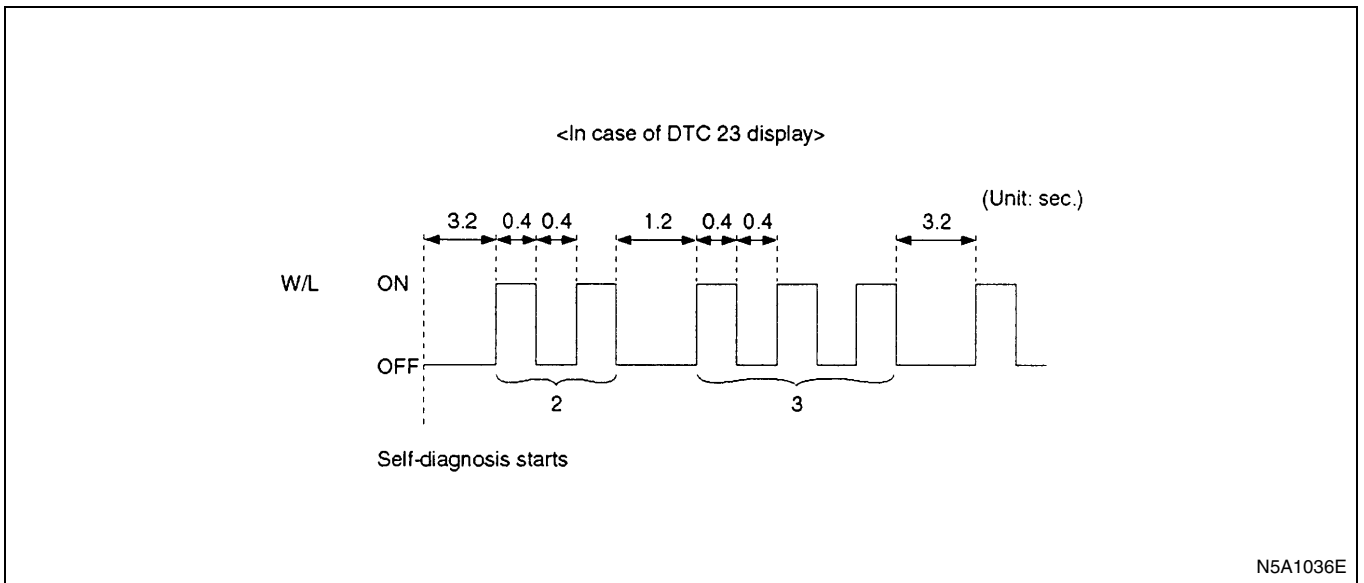 <In case of DTC 23 display>
(Unit: sec.)
3.2 0.4 0.4 1.2 0.4 0.4 3.2
W/L ON
OFF
2 3
Self-diagnosis starts
N5A1036E